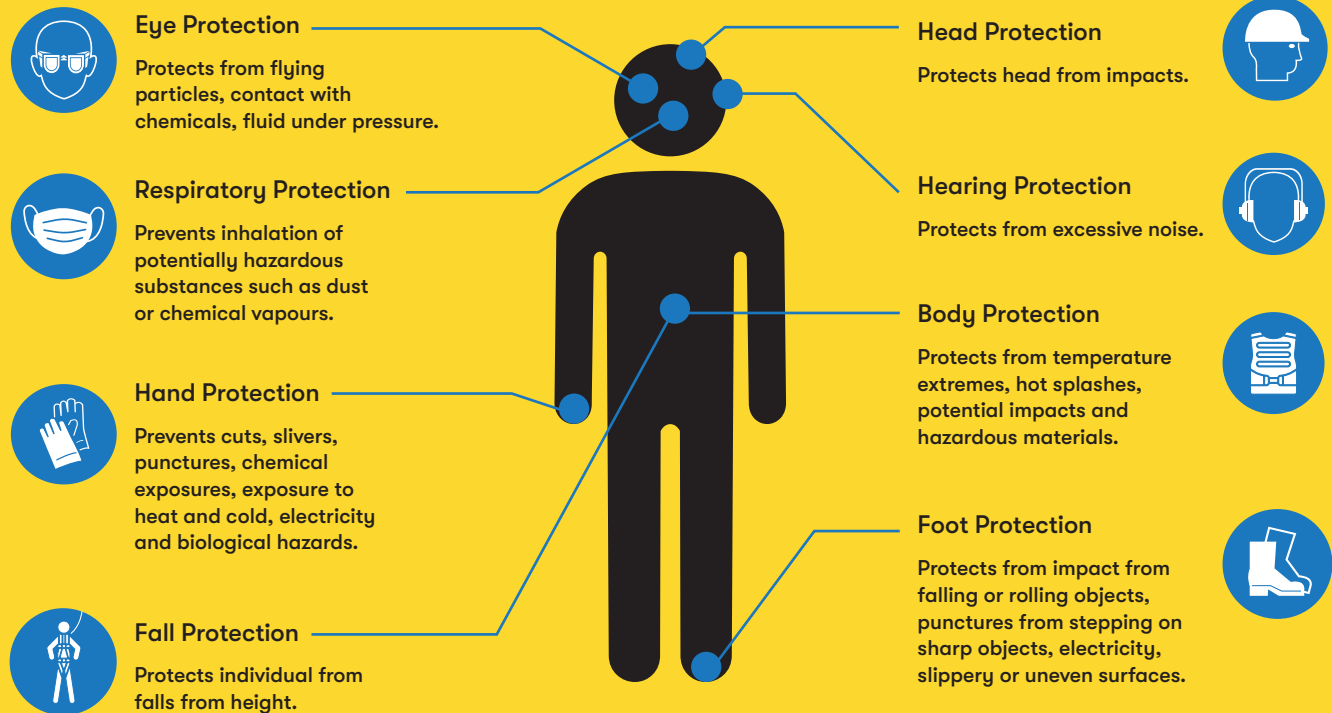 Eye Protection
Protects from flying
particles, contact with
chemicals, fluid under pressure.
Respiratory Protection
Prevents inhalation of
potentially hazardous
substances such as dust
or chemical vapours.
Hand Protection
Prevents cuts, slivers,
punctures, chemical
exposures, exposure to
heat and cold, electricity
and biological hazards.
Fall Protection
Protects individual from
falls from height.
Head Protection
Protects head from impacts.
Hearing Protection
Protects from excessive noise.
Body Protection
Protects from temperature
extremes, hot splashes,
potential impacts and
hazardous materials.
Foot Protection
Protects from impact from
falling or rolling objects,
punctures from stepping on
sharp objects, electricity,
slippery or uneven surfaces.